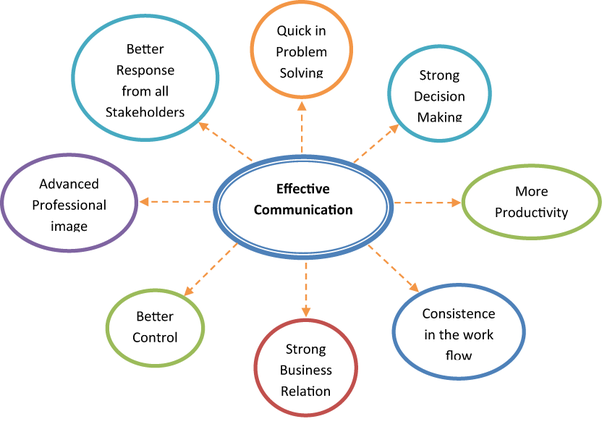 Quick in
Problem
Solving
Better
Response
from all
Stakeholders
Strong
Decision
Making
Advanced
Professional
image
Effective
Communication
More
Productivity
Better
Control
Strong
Business
Relation
Consistence
in the work
flow